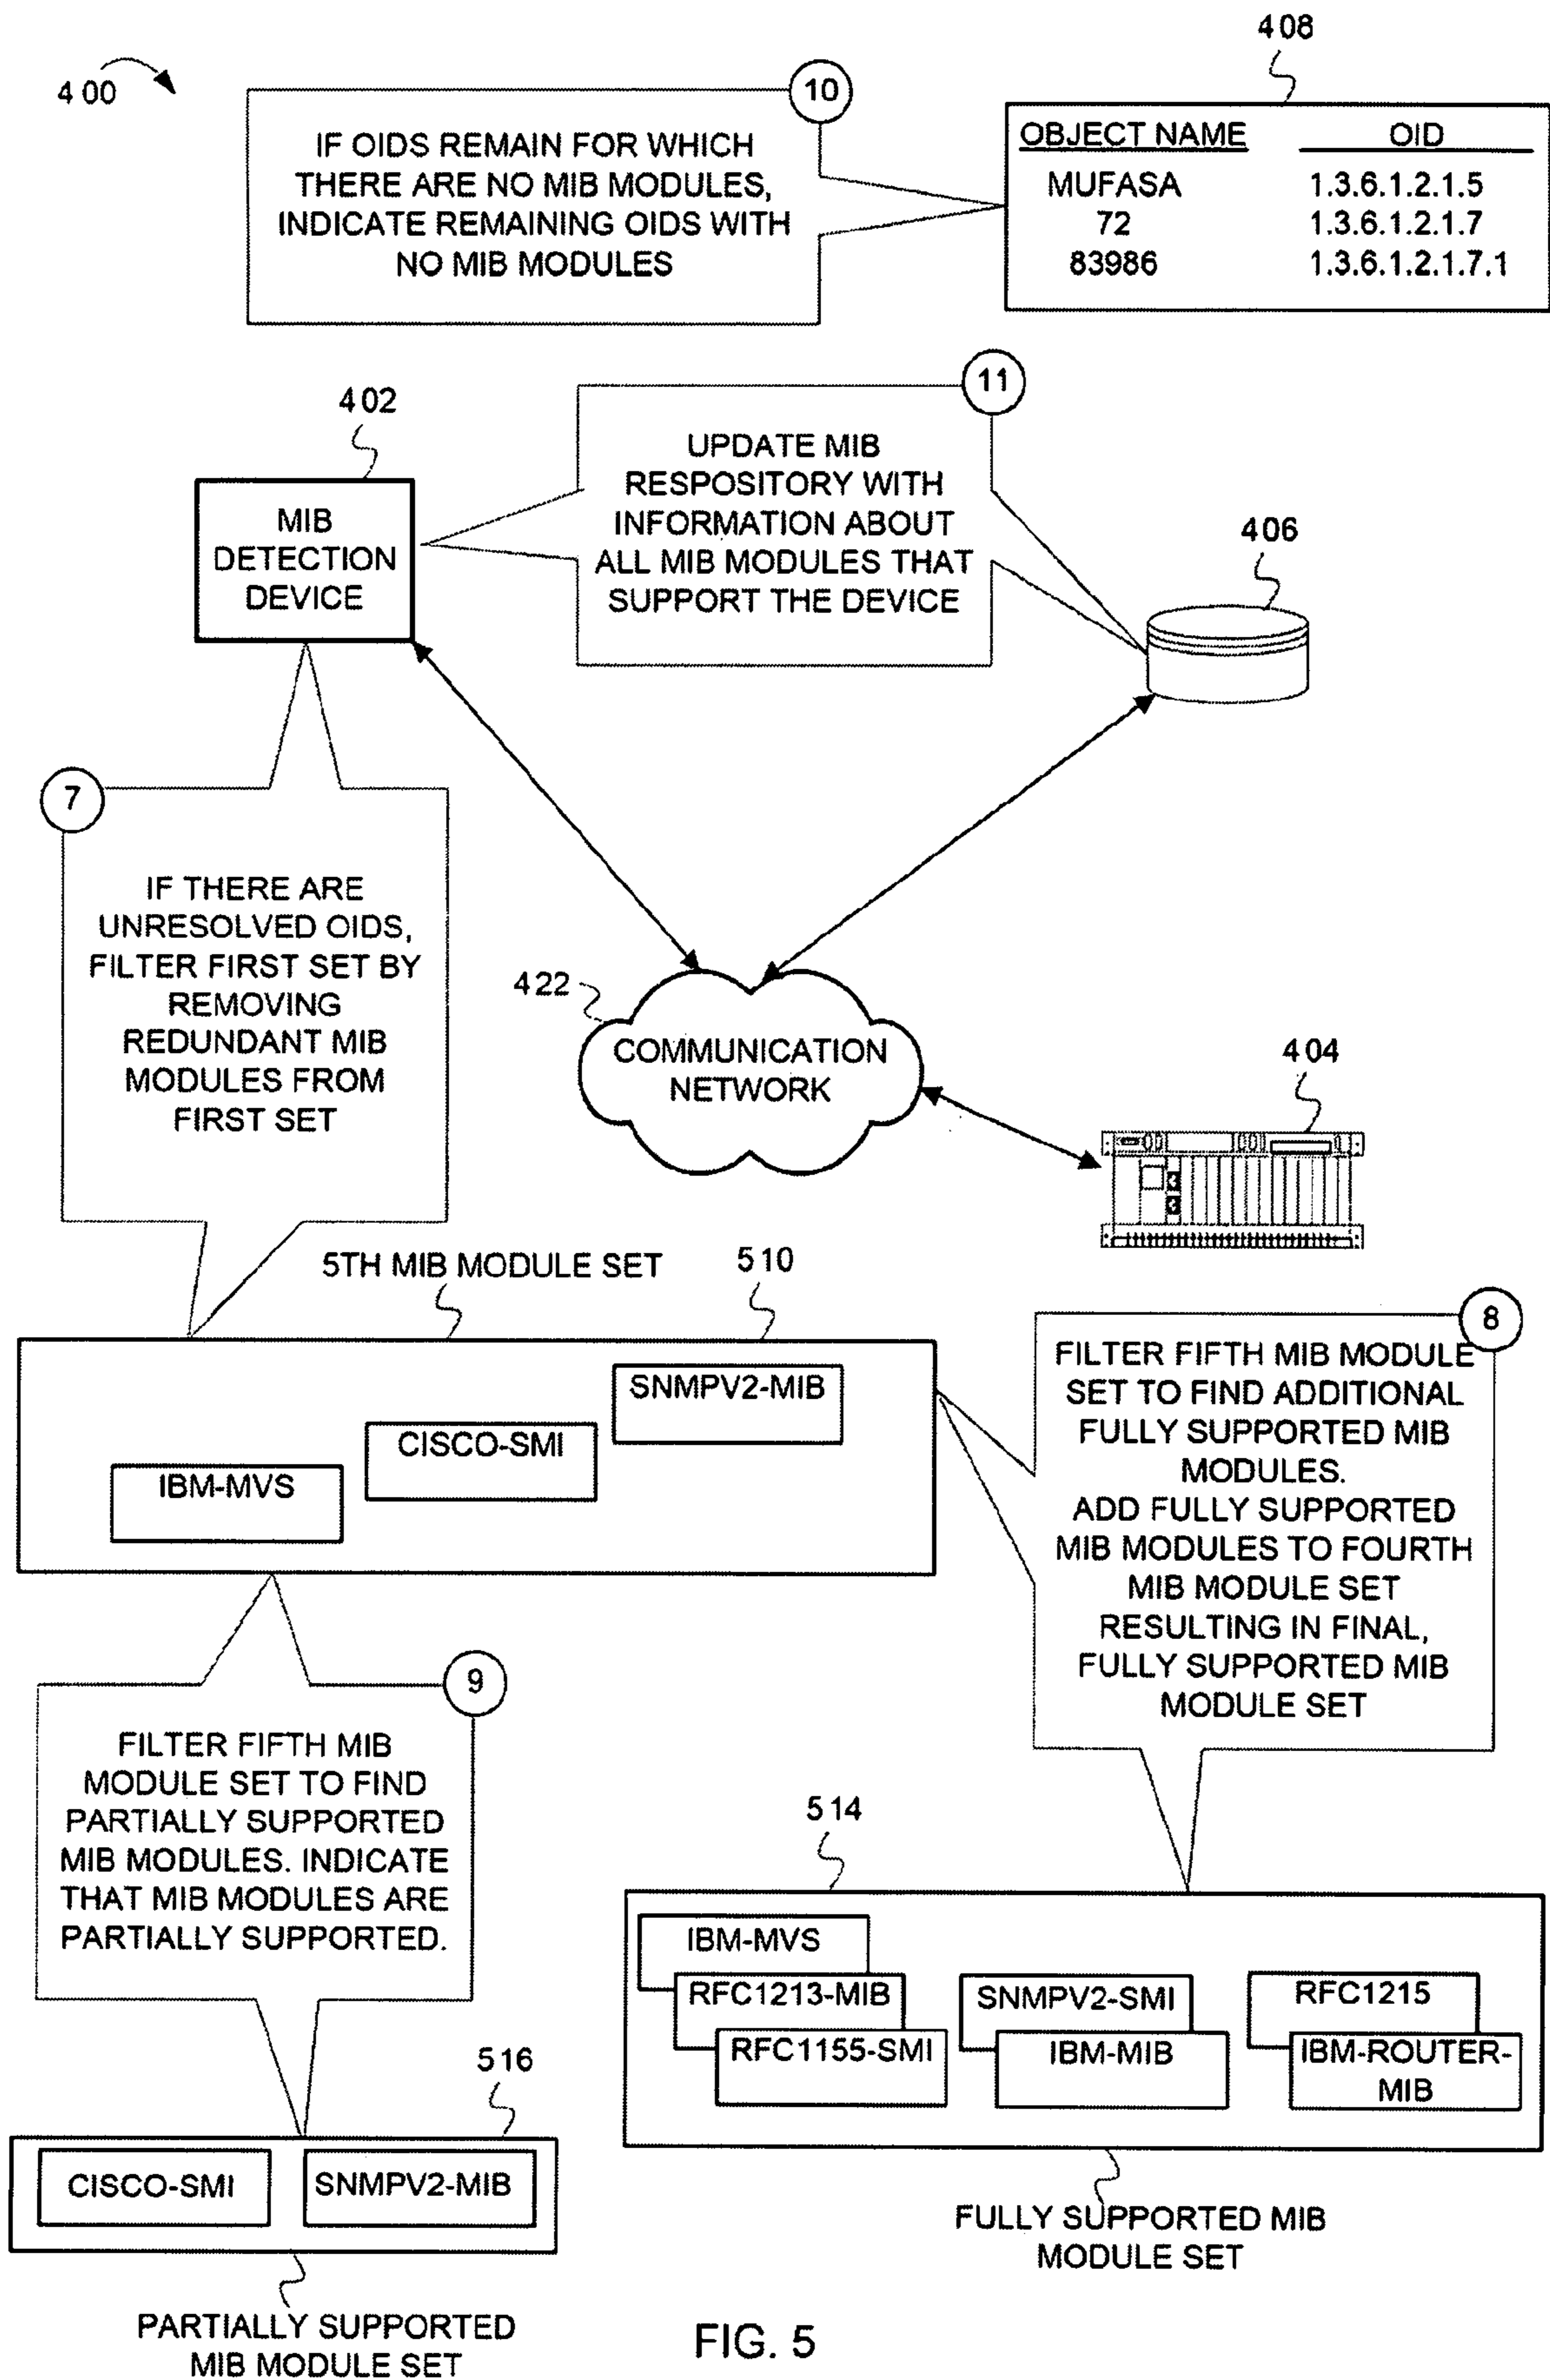 400
10
IF OIDS REMAIN FOR WHICH
THERE ARE NO MIB MODULES,
INDICATE REMAINING OIDS WITH
NO MIB MODULES
408
OBJECT NAME OID
MUFASA 1.3.6.1.2.1.5
72 1.3.6.1.2.1.7
83986 1.3.6.1.2.1.7.1
402
MIB
DETECTION
DEVICE
11
UPDATE MIB
RESPOSITORY WITH
INFORMATION ABOUT
ALL MIB MODULES THAT
SUPPORT THE DEVICE
406
7
IF THERE ARE
UNRESOLVED OIDS,
FILTER FIRST SET BY
REMOVING
REDUNDANT MIB
MODULES FROM
FIRST SET
422
COMMUNICATION
NETWORK
404
5TH MIB MODULE SET
510
SNMPV2-MIB
CISCO-SMI
IBM-MVS
8
FILTER FIFTH MIB MODULE
SET TO FIND ADDITIONAL
FULLY SUPPORTED MIB
MODULES.
ADD FULLY SUPPORTED
MIB MODULES TO FOURTH
MIB MODULE SET
RESULTING IN FINAL,
FULLY SUPPORTED MIB
MODULE SET
9
FILTER FIFTH MIB
MODULE SET TO FIND
PARTIALLY SUPPORTED
MIB MODULES. INDICATE
THAT MIB MODULES ARE
PARTIALLY SUPPORTED.
514
IBM-MVS
RFC1213-MIB
RFC1155-SMI
SNMPV2-SMI
IBM-MIB
RFC1215
IBM-ROUTER-
MIB
516
CISCO-SMI
SNMPV2-MIB
FULLY SUPPORTED MIB
MODULE SET
PARTIALLY SUPPORTED
MIB MODULE SET
FIG. 5